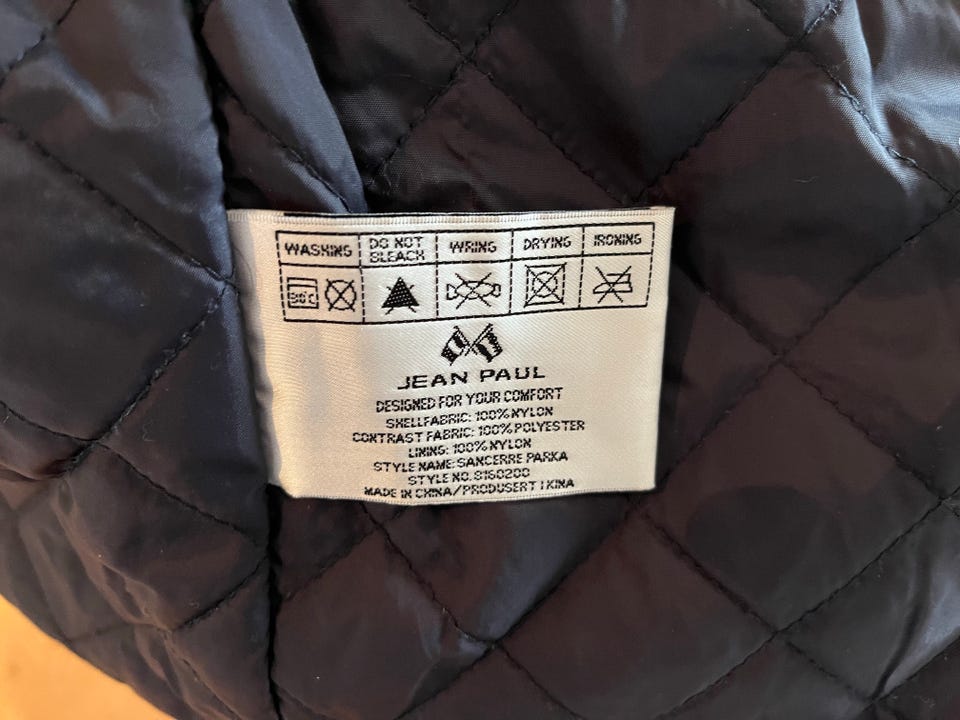 WASHING DO NOT BLEACH WRING DRYING IRONING
30°C
JEAN PAUL
DESIGNED FOR YOUR COMFORT
SHELLFABRIC: 100% NYLON
CONTRAST FABRIC: 100% POLYESTER
LINING: 100% NYLON
STYLE NAME: SANCERRE PARKA
STYLE NO. 8160200
MADE IN CHINA/PRODUSERT I KINA